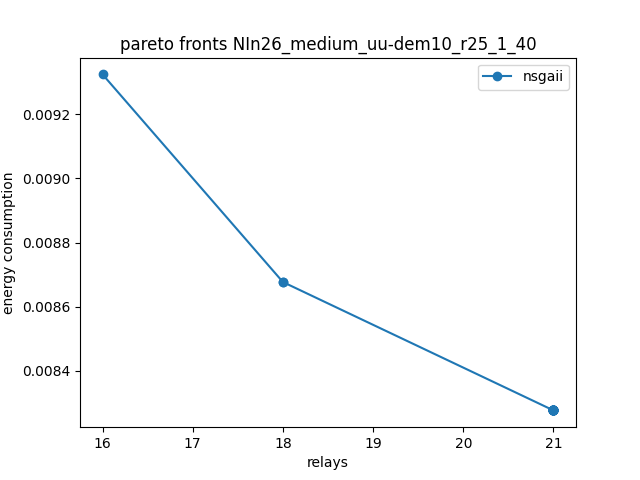 pareto fronts NIn26_medium_uu-dem10_r25_1_40
nsgaii
0.0092
0.0090
0.0088
0.0086
0.0084
energy consumption
16 17 18 19 20 21
relays